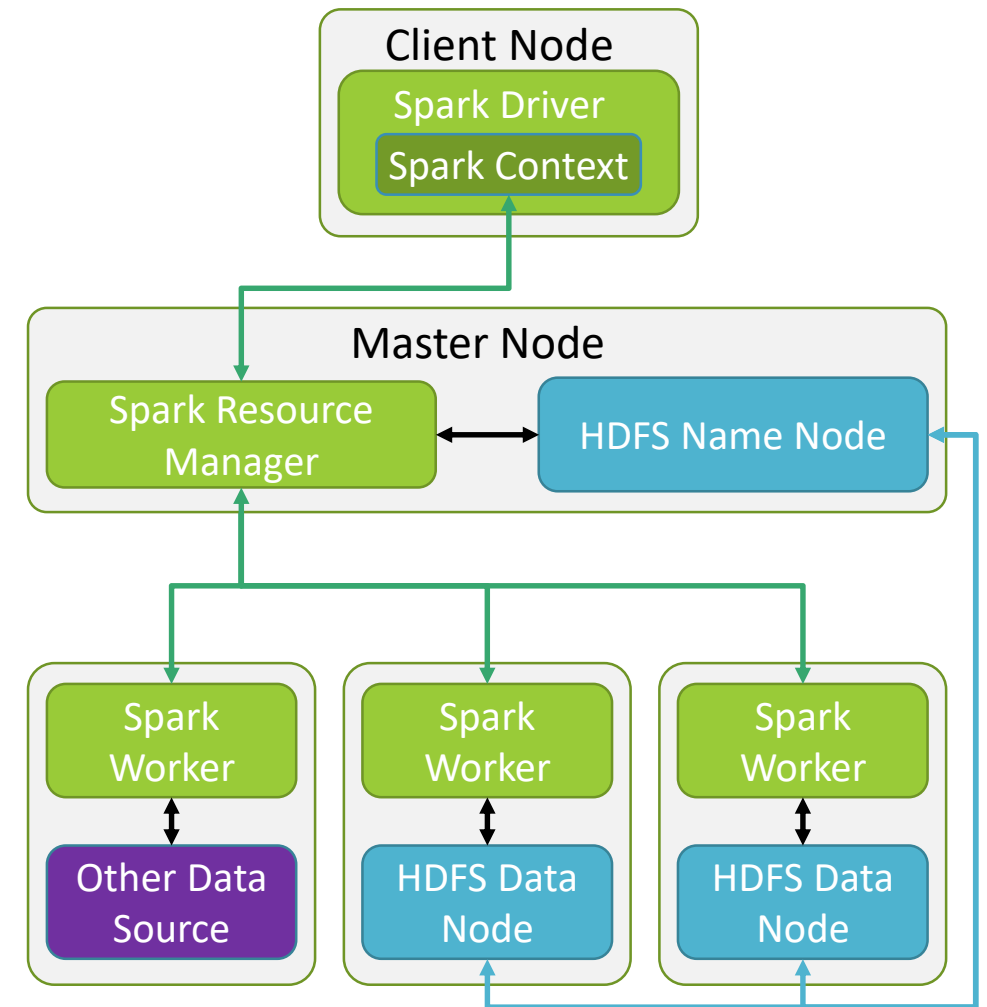 Client Node
Spark Driver
Spark Context
Master Node
Spark Resource
Manager
HDFS Name Node
Spark
Worker
Spark
Worker
Spark
Worker
Other Data
Source
HDFS Data
Node
HDFS Data
Node